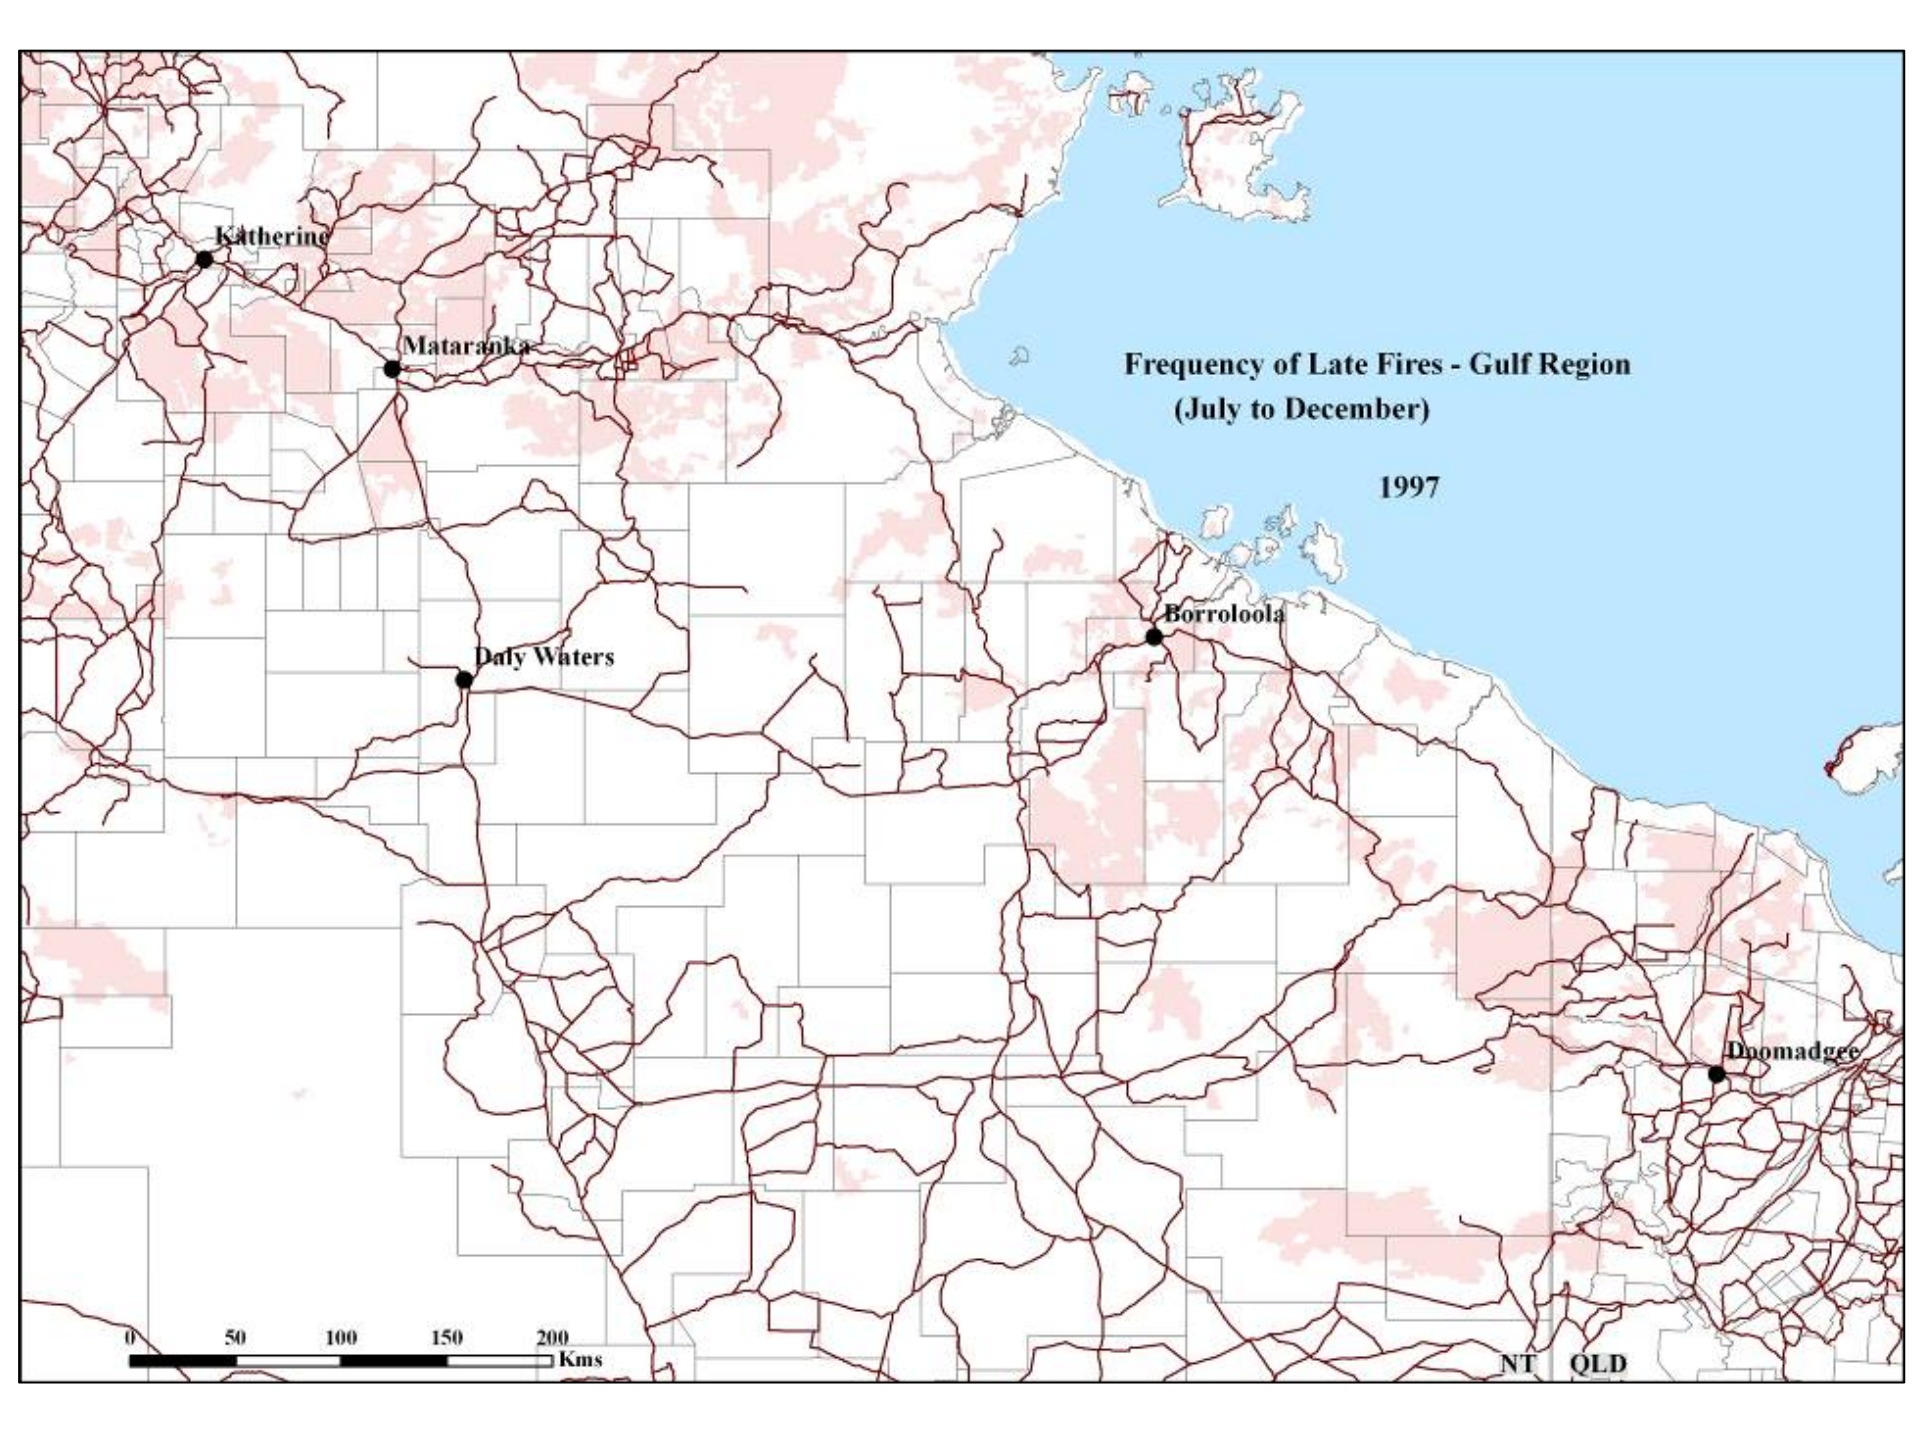 Katherine
Mataranka
Frequency of Late Fires - Gulf Region
(July to December)
1997
Borroloola
Daly Waters
Doomadgee
0 50 100 150 200
Kms
NT QLD